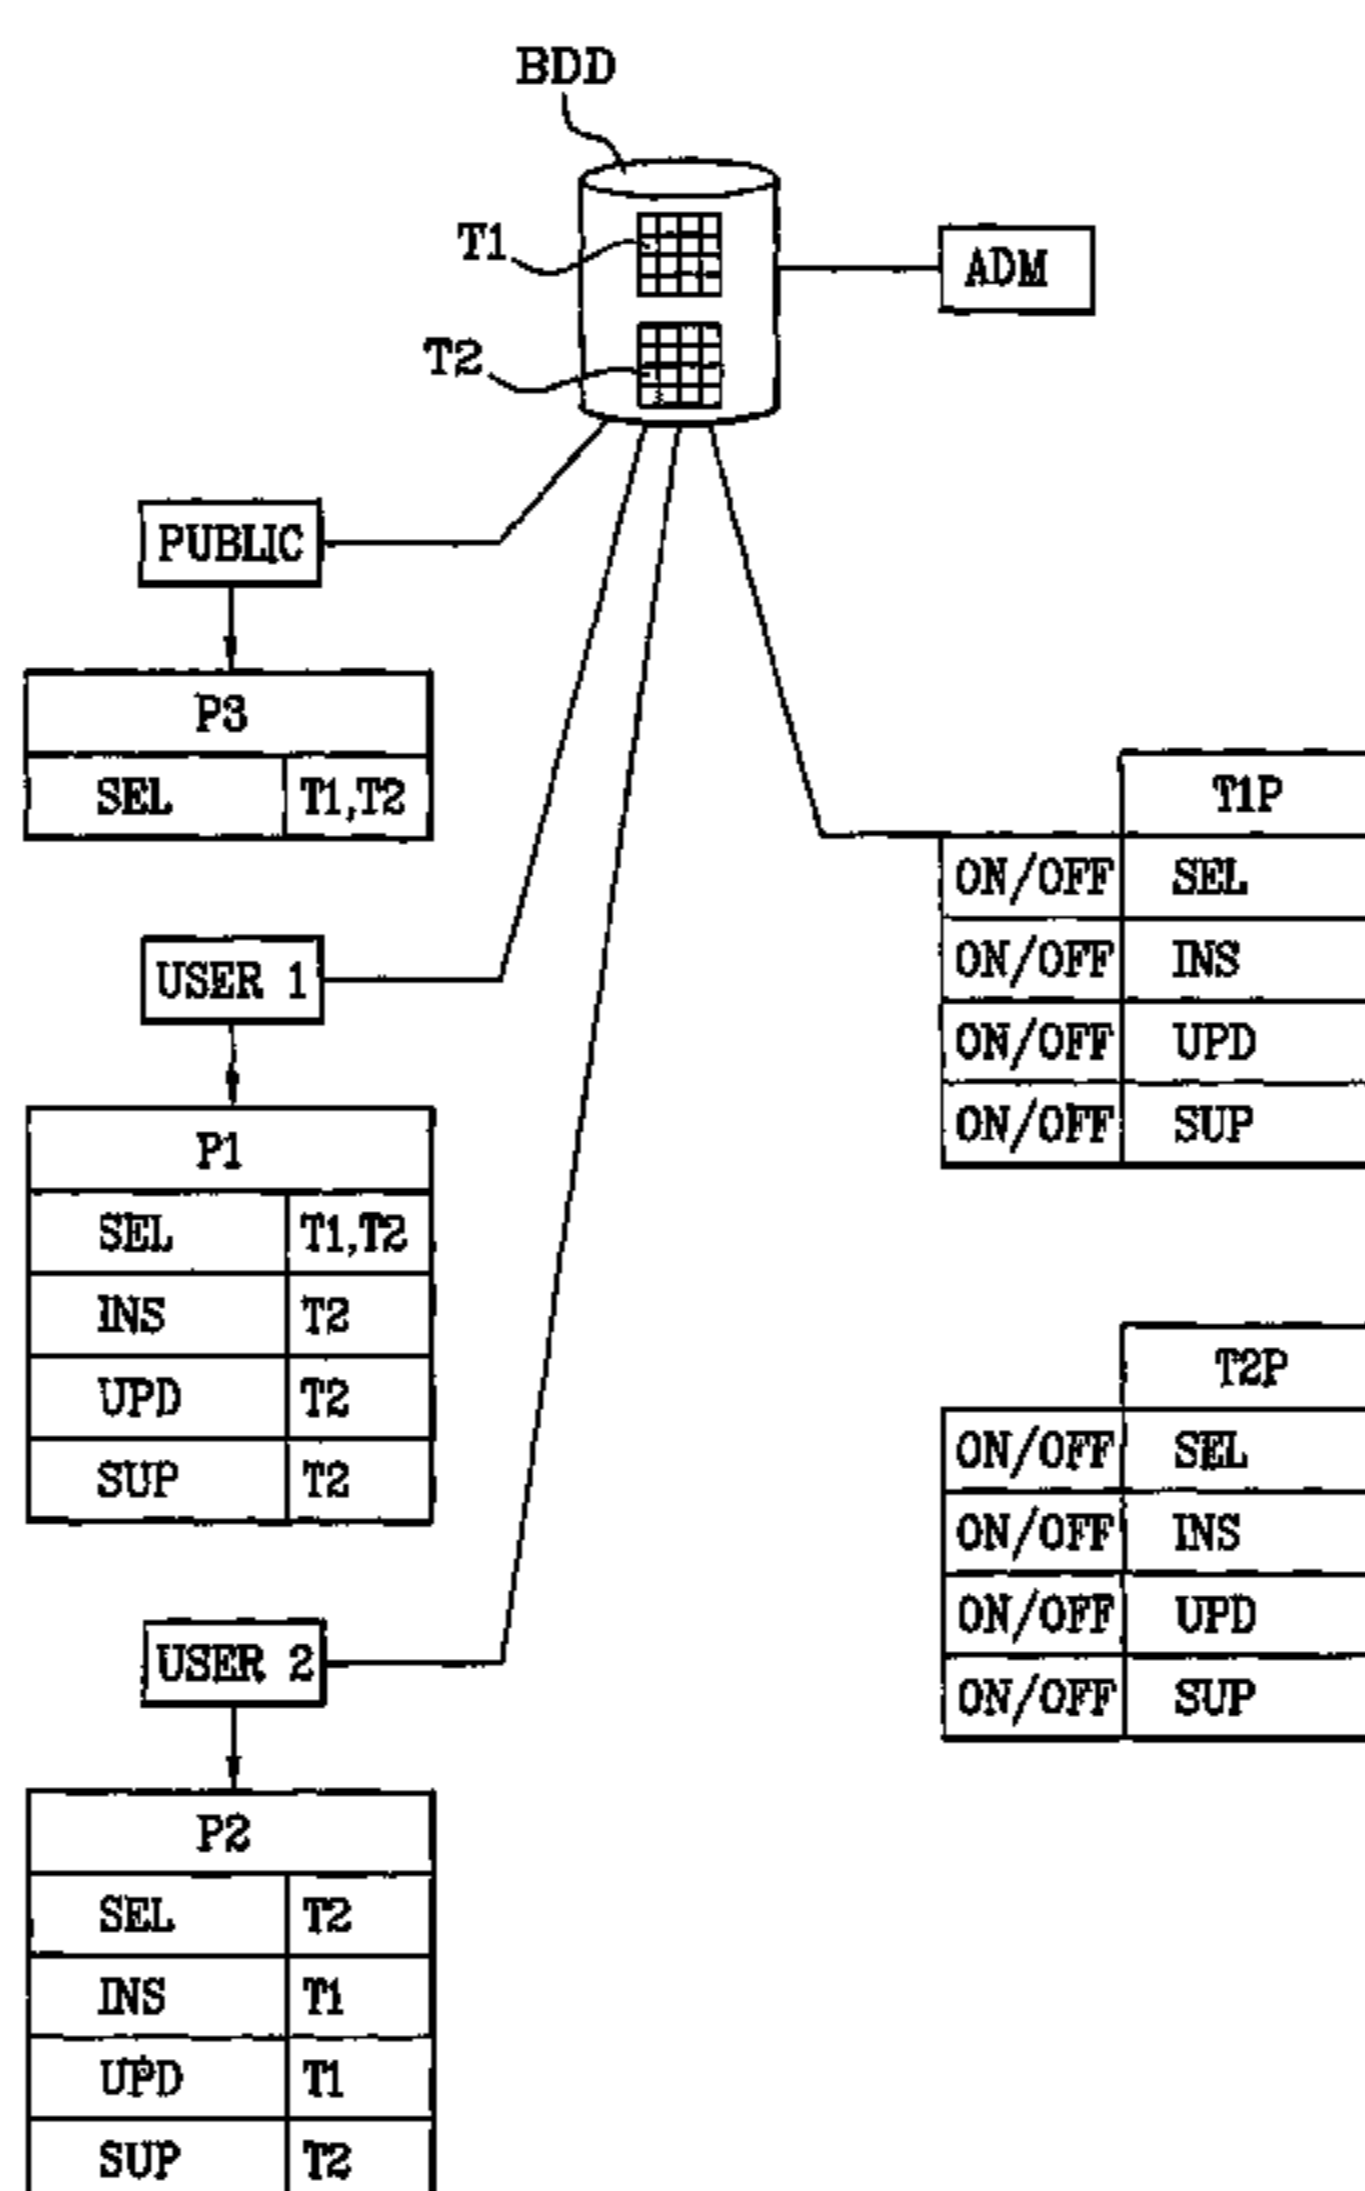 BDD
T1
ADM
T2
PUBLIC
P3
SEL T1,T2
USER 1
P1
SEL T1,T2
INS T2
UPD T2
SUP T2
USER 2
P2
SEL T2
INS T1
UPD T1
SUP T2
T1P
ON/OFF SEL
ON/OFF INS
ON/OFF UPD
ON/OFF SUP
T2P
ON/OFF SEL
ON/OFF INS
ON/OFF UPD
ON/OFF SUP